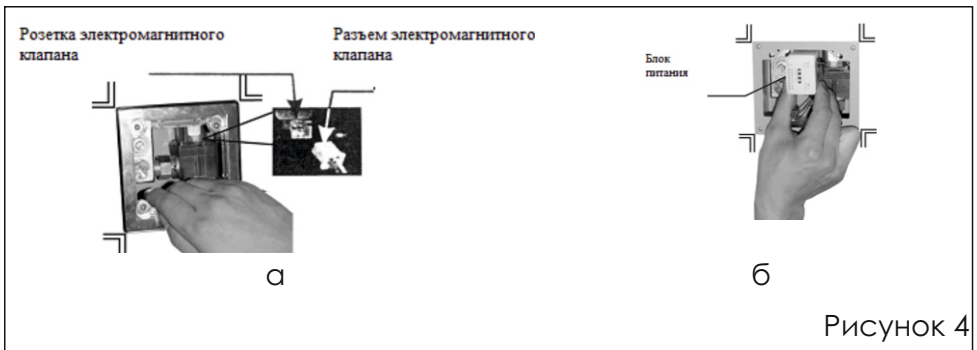 Розетка электромагнитного
клапана
Разъем электромагнитного
клапана
Блок
питания
а
б
Рисунок 4